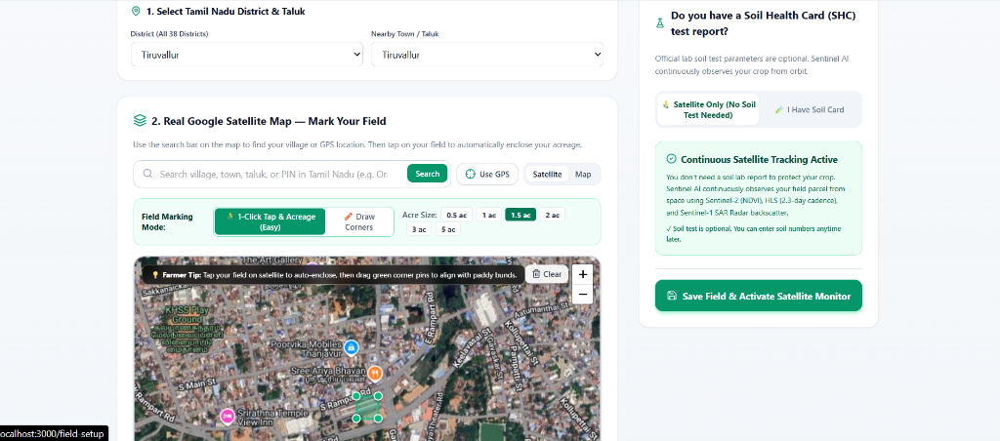 1. Select Tamil Nadu District & Taluk
District (All 38 Districts)
Nearby Town / Taluk
Tiruvallur
Tiruvallur
2. Real Google Satellite Map — Mark Your Field
Use the search bar on the map to find your village or GPS location. Then tap on your field to automatically enclose your acreage.
Search village, town, taluk, or PIN in Tamil Nadu (e.g. Or
Search
Use GPS
Satellite
Map
Field Marking
Mode:
1-Click Tap & Acreage
(Easy)
Draw
Corners
Acre Size:
0.5 ac
1 ac
1.5 ac
2 ac
3 ac
5 ac
The Art Gallery
Farmer Tip: Tap your field on satellite to auto-enclose, then drag green corner pins to align with paddy bunds.
Clear
+
−
Sakkanaickar
KHSS Play
Ground
E Rampart Rd
Aatumanthai St
Poorvika Mobiles
Thanjavur
Sree Ariya Bhavan
S Main St
S Rampart Rd
Srirathna Temple
View Inn
Kollupettai St
Pampatti St
Kollupettai
ocalhost:3000/field-setup
Do you have a Soil Health Card (SHC)
test report?
Official lab soil test parameters are optional. Sentinel AI
continuously observes your crop from orbit.
Satellite Only (No Soil
Test Needed)
I Have Soil Card
Continuous Satellite Tracking Active
You don't need a soil lab report to protect your crop.
Sentinel AI continuously observes your field parcel from
space using Sentinel-2 (NDVI), HLS (2.3-day cadence),
and Sentinel-1 SAR Radar backscatter.
✓ Soil test is optional. You can enter soil numbers anytime
later.
Save Field & Activate Satellite Monitor